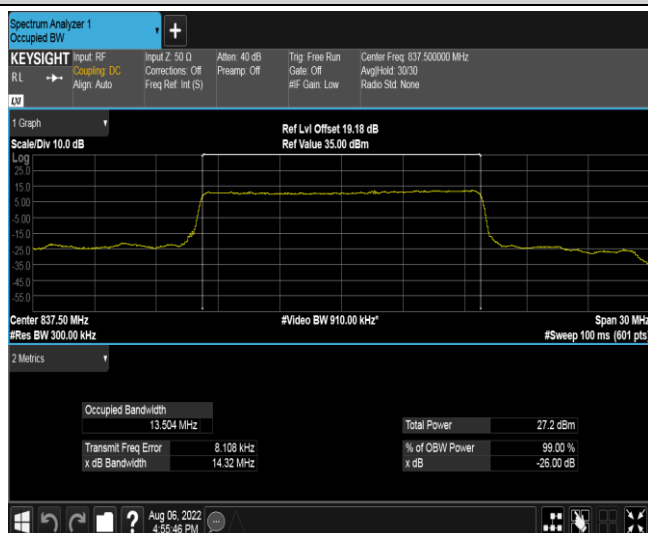 Spectrum Analyzer 1
Occupied BW
+
KEYSIGHT
RL
LXI
Input: RF
Coupling: DC
Align: Auto
Input Z: 50 Ω
Corrections: Off
Freq Ref: Int (S)
Atten: 40 dB
Preamp: Off
Trig: Free Run
Gate: Off
#IF Gain: Low
Center Freq: 837.500000 MHz
Avg|Hold: 30/30
Radio Std: None
1 Graph
Scale/Div 10.0 dB
Ref Lvl Offset 19.18 dB
Ref Value 35.00 dBm
Log
25.0
15.0
5.00
-5.00
-15.0
-25.0
-35.0
-45.0
-55.0
Center 837.50 MHz
#Res BW 300.00 kHz
#Video BW 910.00 kHz*
Span 30 MHz
#Sweep 100 ms (601 pts)
2 Metrics
Occupied Bandwidth
13.504 MHz
Transmit Freq Error 8.108 kHz
x dB Bandwidth 14.32 MHz
Total Power 27.2 dBm
% of OBW Power 99.00 %
x dB -26.00 dB
?
Aug 06, 2022
4:55:46 PM